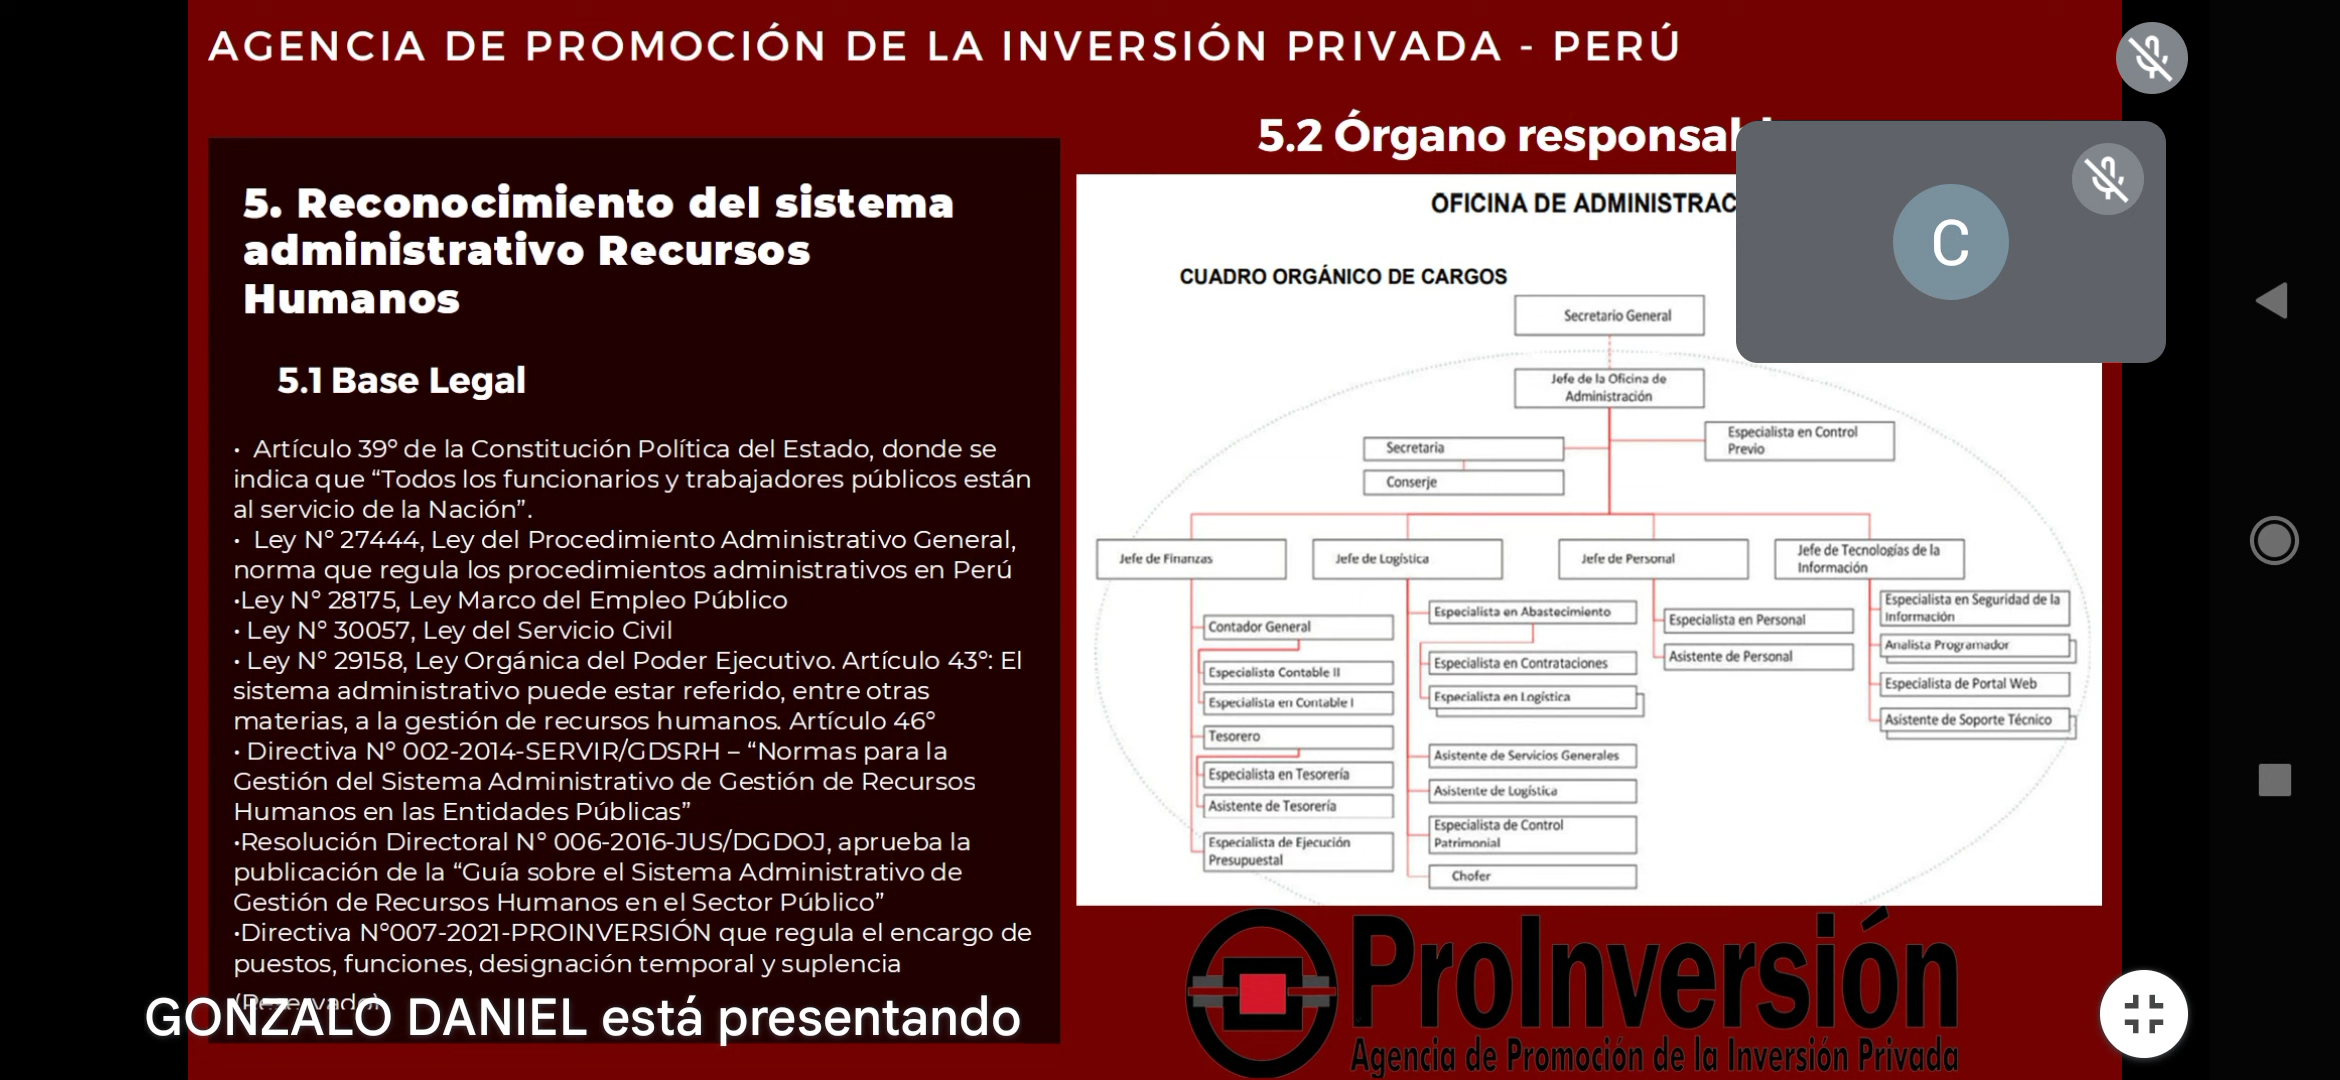 AGENCIA DE PROMOCIÓN DE LA INVERSIÓN PRIVADA - PERÚ
5. Reconocimiento del sistema
administrativo Recursos
Humanos
5.1 Base Legal
• Artículo 39º de la Constitución Política del Estado, donde se
indica que “Todos los funcionarios y trabajadores públicos están
al servicio de la Nación”.
• Ley Nº 27444, Ley del Procedimiento Administrativo General,
norma que regula los procedimientos administrativos en Perú
•Ley Nº 28175, Ley Marco del Empleo Público
• Ley Nº 30057, Ley del Servicio Civil
• Ley Nº 29158, Ley Orgánica del Poder Ejecutivo. Artículo 43º: El
sistema administrativo puede estar referido, entre otras
materias, a la gestión de recursos humanos. Artículo 46º
• Directiva Nº 002-2014-SERVIR/GDSRH – “Normas para la
Gestión del Sistema Administrativo de Gestión de Recursos
Humanos en las Entidades Públicas”
•Resolución Directoral Nº 006-2016-JUS/DGDOJ, aprueba la
publicación de la “Guía sobre el Sistema Administrativo de
Gestión de Recursos Humanos en el Sector Público”
•Directiva N°007-2021-PROINVERSIÓN que regula el encargo de
puestos, funciones, designación temporal y suplencia
GONZALO DANIEL está presentando
5.2 Órgano
C
OFICINA DE
CUADRO ORGÁNICO DE CARGOS
Secretario General
Jefe de la Oficina de
Administración
Secretaria
Conserje
Especialista en Control
Previo
Jefe de Finanzas
Contador General
Especialista Contable II
Especialista en Contable I
Tesorero
Especialista en Tesorería
Asistente de Tesorería
Especialista de Ejecución
Presupuestal
Jefe de Logística
Especialista en Abastecimiento
Especialista en Contrataciones
Especialista en Logística
Asistente de Servicios Generales
Asistente de Logística
Especialista de Control
Patrimonial
Chofer
Jefe de Personal
Especialista en Personal
Asistente de Personal
Jefe de Tecnologías de la
Información
Especialista en Seguridad de la
Información
Analista Programador
Especialista de Portal Web
Asistente de Soporte Técnico
ProInversión
Agencia de Promoción de la Inversión Privada